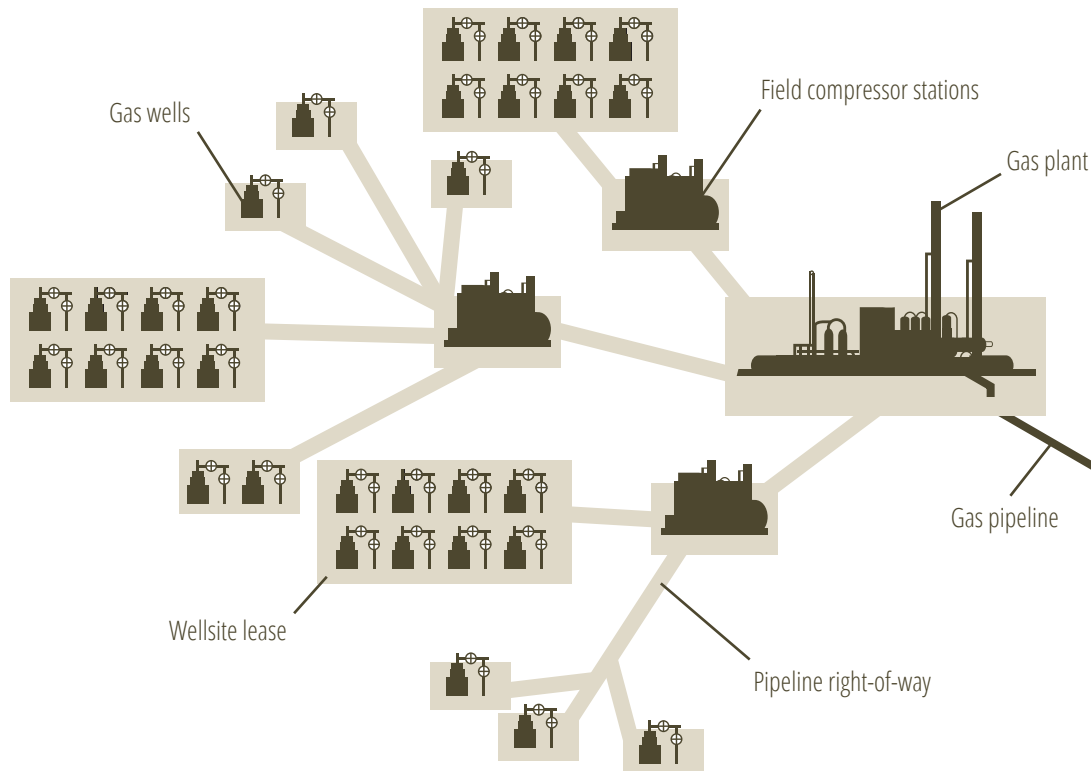 Field compressor stations
Gas wells
Gas plant
Gas pipeline
Wellsite lease
Pipeline right-of-way